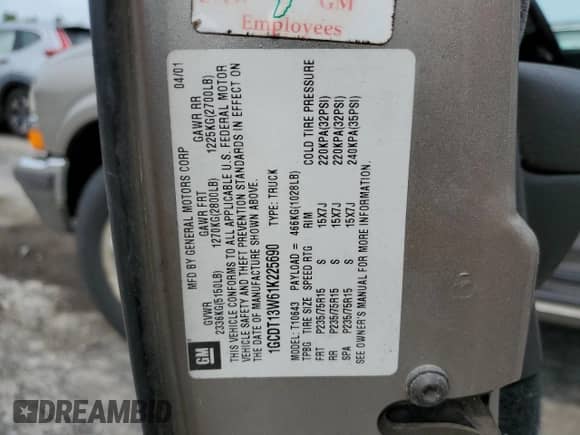 GM
Employees
GM
MFD BY GENERAL MOTORS CORP 04/01
GVWR GAWR FRT GAWR RR
2336KG(5150LB) 1270KG(2800LB) 1225KG(2700LB)
THIS VEHICLE CONFORMS TO ALL APPLICABLE U.S. FEDERAL MOTOR
VEHICLE SAFETY AND THEFT PREVENTION STANDARDS IN EFFECT ON
THE DATE OF MANUFACTURE SHOWN ABOVE.
1GCDT13W61K225690 TYPE: TRUCK
MODEL: T10643 PAYLOAD = 466KG(1028LB)
TPBG TIRE SIZE SPEED RTG RIM COLD TIRE PRESSURE
FRT P235/75R15 S 15X7J 220KPA(32PSI)
RR P235/75R15 S 15X7J 220KPA(32PSI)
SPA P235/75R15 S 15X7J 240KPA(35PSI)
SEE OWNER'S MANUAL FOR MORE INFORMATION.
DREAMBID